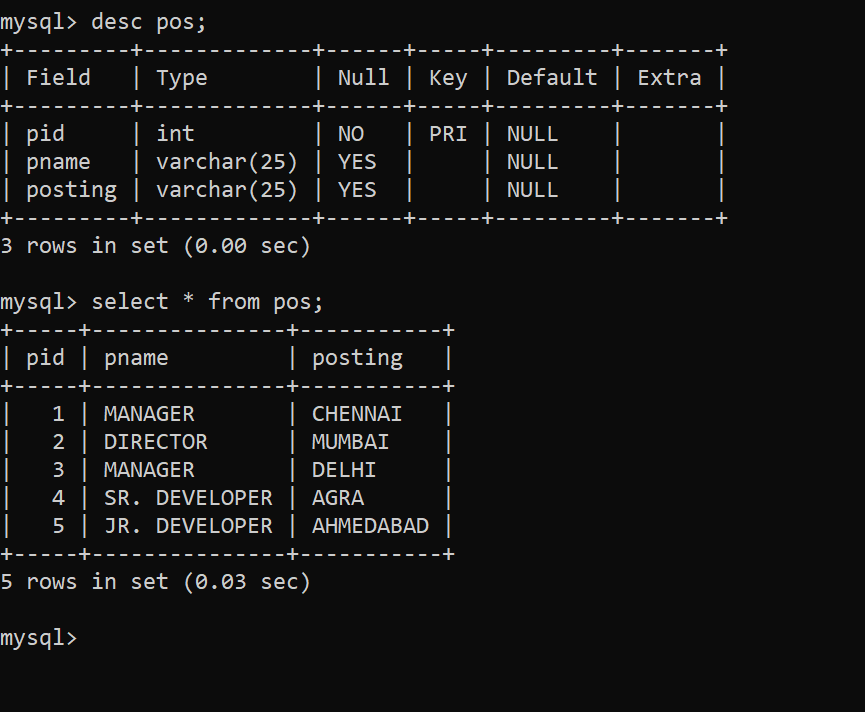 mysql> desc pos;
+---------+-------------+------+-----+---------+-------+
| Field   | Type        | Null | Key | Default | Extra |
+---------+-------------+------+-----+---------+-------+
| pid     | int         | NO   | PRI | NULL    |       |
| pname   | varchar(25) | YES  |     | NULL    |       |
| posting | varchar(25) | YES  |     | NULL    |       |
+---------+-------------+------+-----+---------+-------+
3 rows in set (0.00 sec)

mysql> select * from pos;
+-----+---------------+-----------+
| pid | pname         | posting   |
+-----+---------------+-----------+
|   1 | MANAGER       | CHENNAI   |
|   2 | DIRECTOR      | MUMBAI    |
|   3 | MANAGER       | DELHI     |
|   4 | SR. DEVELOPER | AGRA      |
|   5 | JR. DEVELOPER | AHMEDABAD |
+-----+---------------+-----------+
5 rows in set (0.03 sec)

mysql>